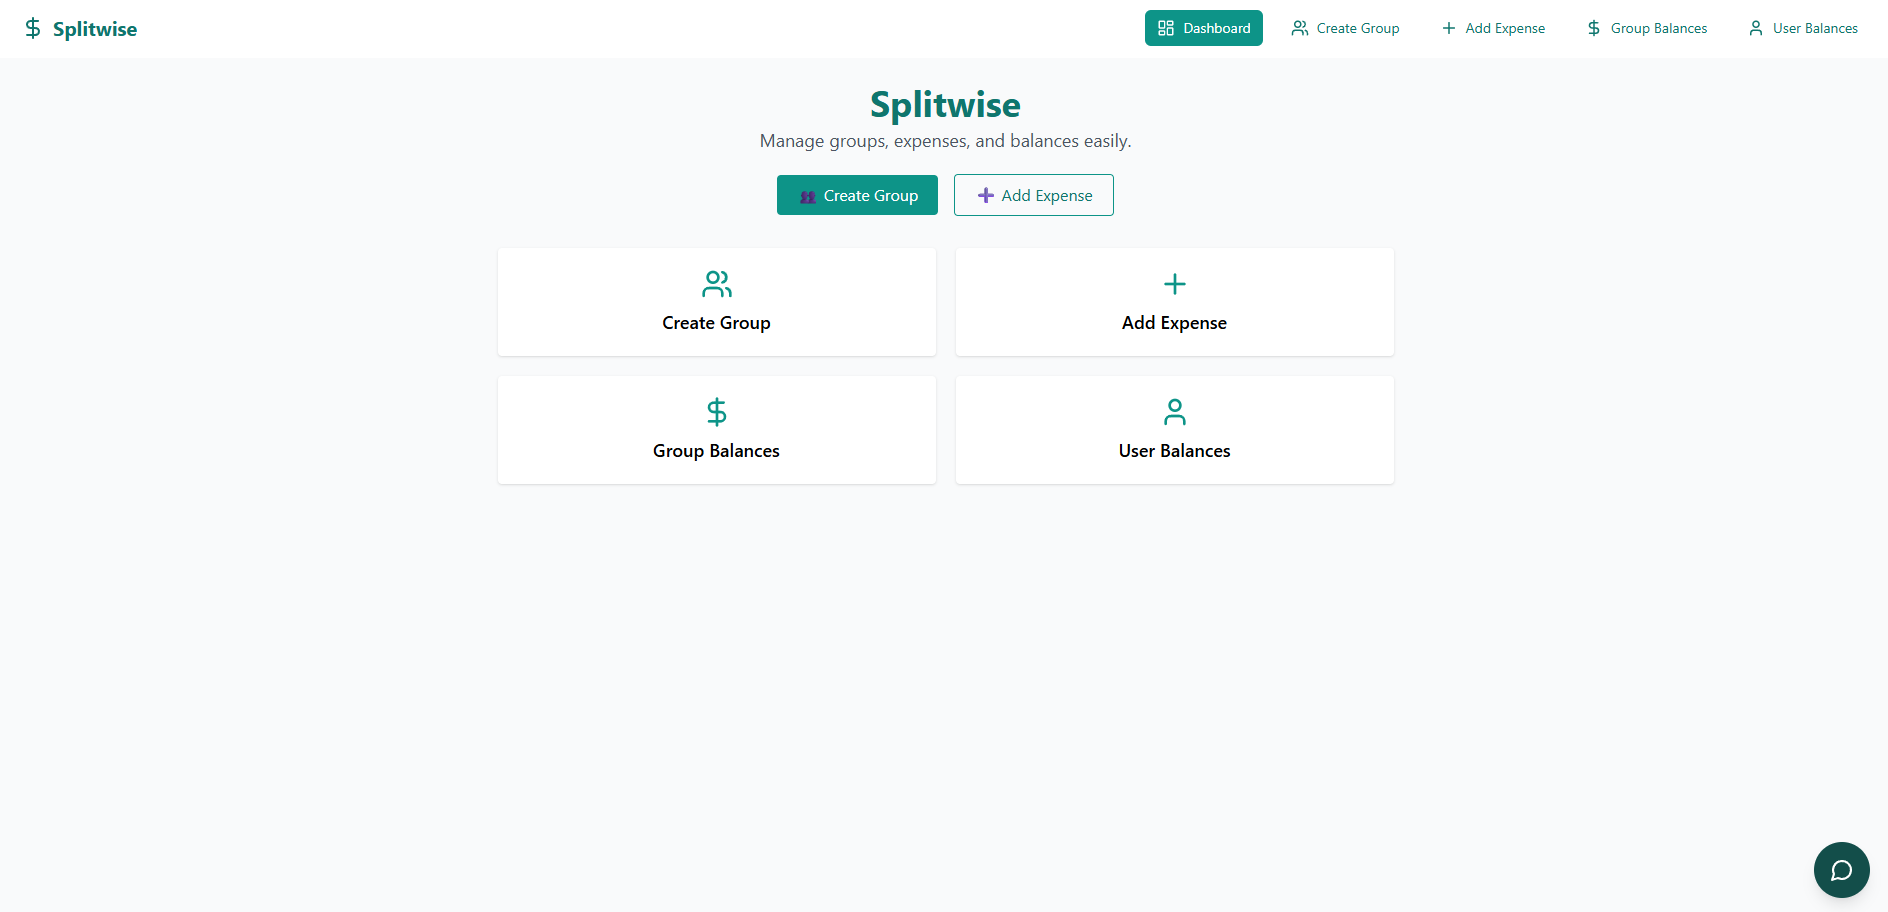 Splitwise
Dashboard
Create Group
Add Expense
Group Balances
User Balances
Splitwise
Manage groups, expenses, and balances easily.
👥 Create Group
➕ Add Expense
Create Group
Add Expense
Group Balances
User Balances